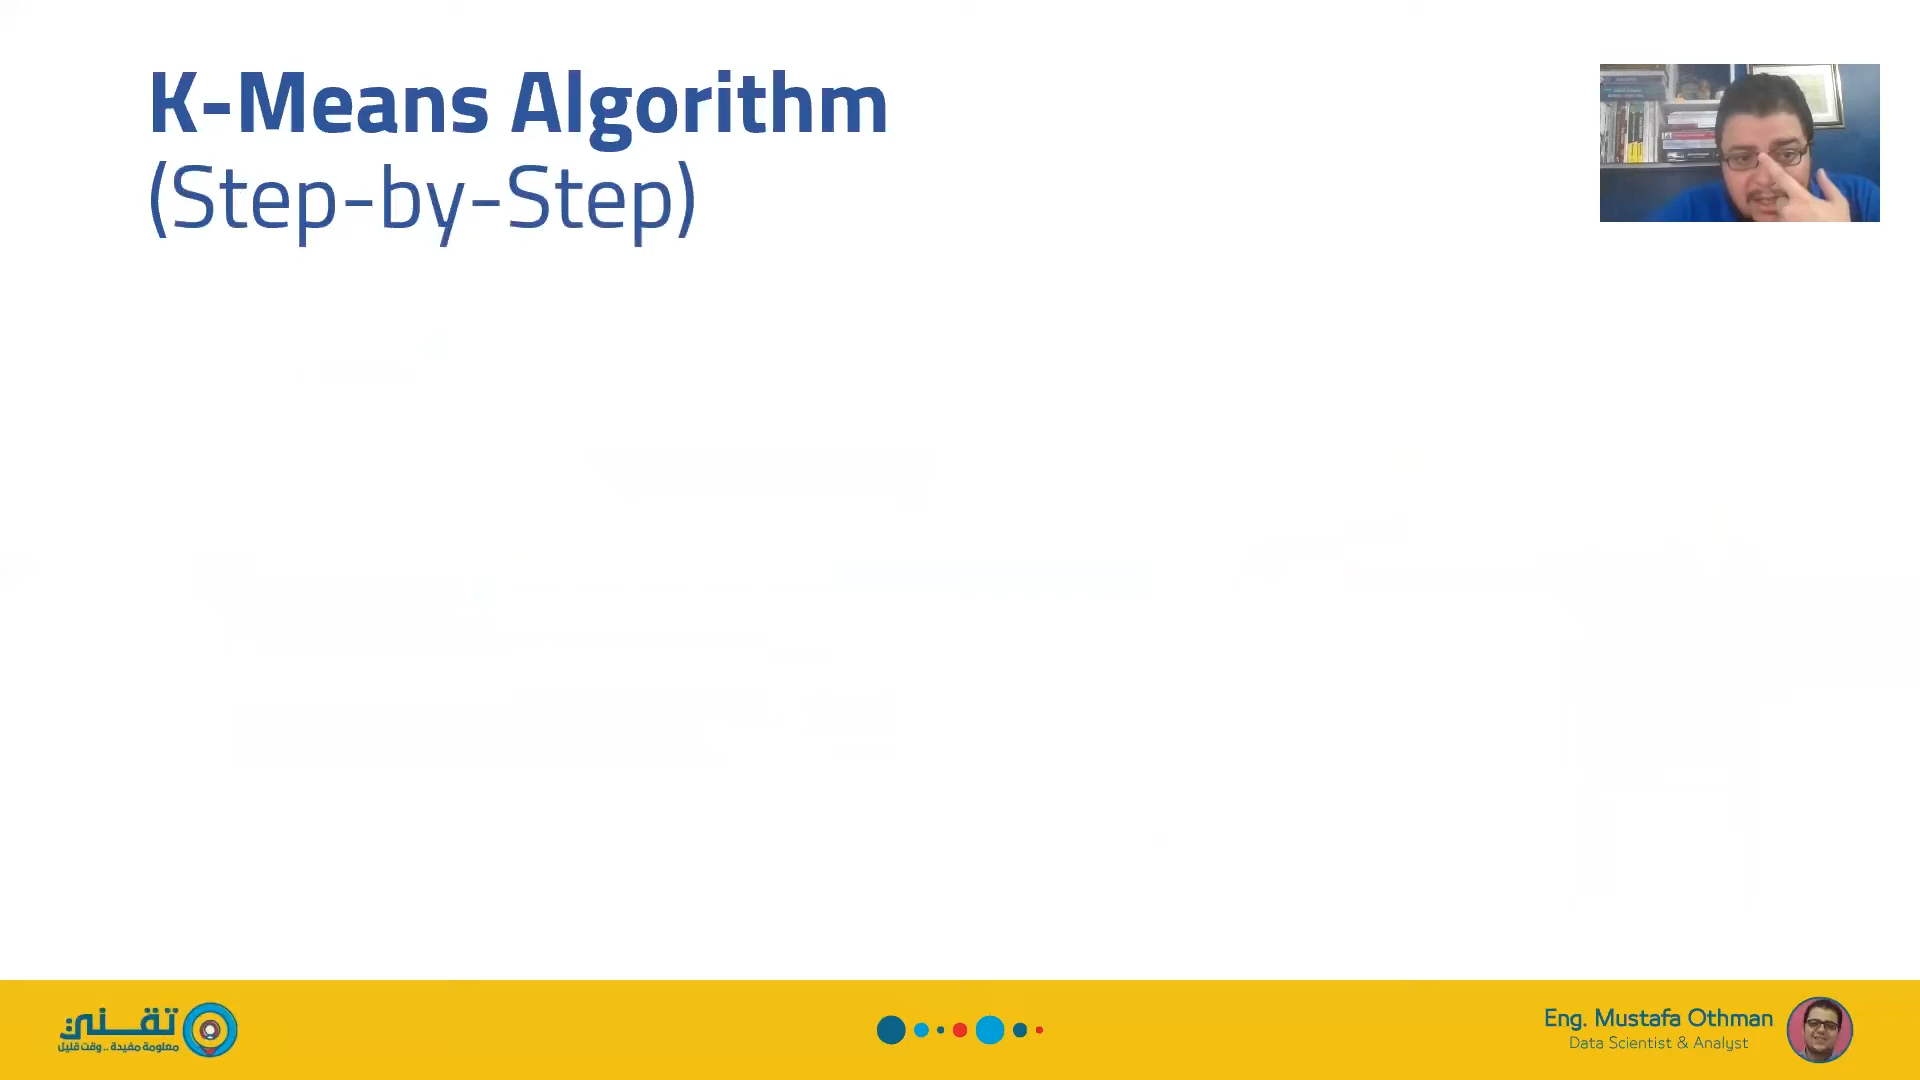 K-Means Algorithm
(Step-by-Step)
تقني:
معلومة مفيدة .. وقت قليل
Eng. Mustafa Othman
Data Scientist & Analyst